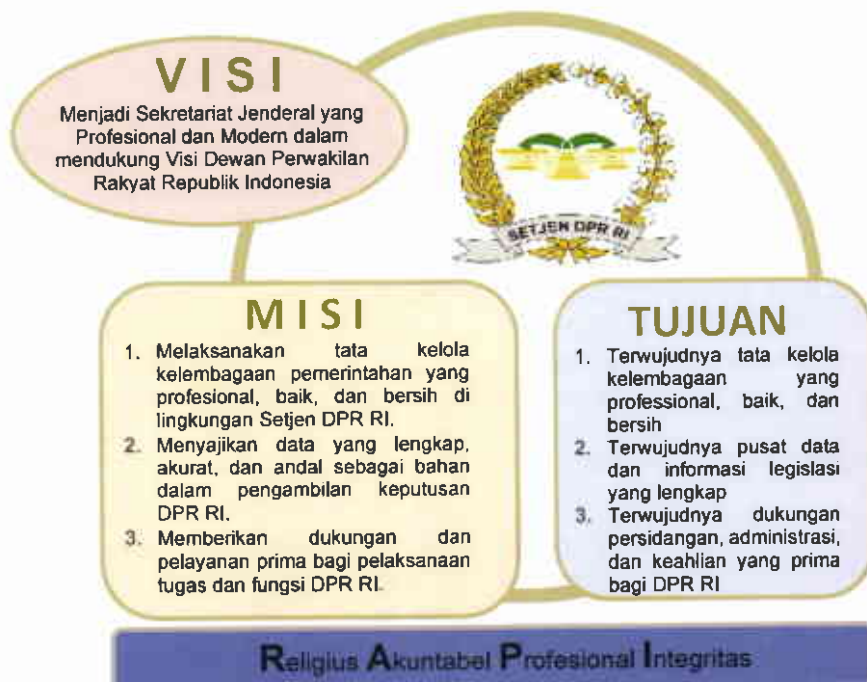 VISI
Menjadi Sekretariat Jenderal yang
Profesional dan Modern dalam
mendukung Visi Dewan Perwakilan
Rakyat Republik Indonesia
SETJEN DPR RI
MISI
1. Melaksanakan tata kelola
kelembagaan pemerintahan yang
profesional, baik, dan bersih di
lingkungan Setjen DPR RI.
2. Menyajikan data yang lengkap,
akurat, dan andal sebagai bahan
dalam pengambilan keputusan
DPR RI.
3. Memberikan dukungan dan
pelayanan prima bagi pelaksanaan
tugas dan fungsi DPR RI.
TUJUAN
1. Terwujudnya tata kelola
kelembagaan yang
professional, baik, dan
bersih
2. Terwujudnya pusat data
dan informasi legislasi
yang lengkap
3. Terwujudnya dukungan
persidangan, administrasi,
dan keahlian yang prima
bagi DPR RI
Religius Akuntabel Profesional Integritas